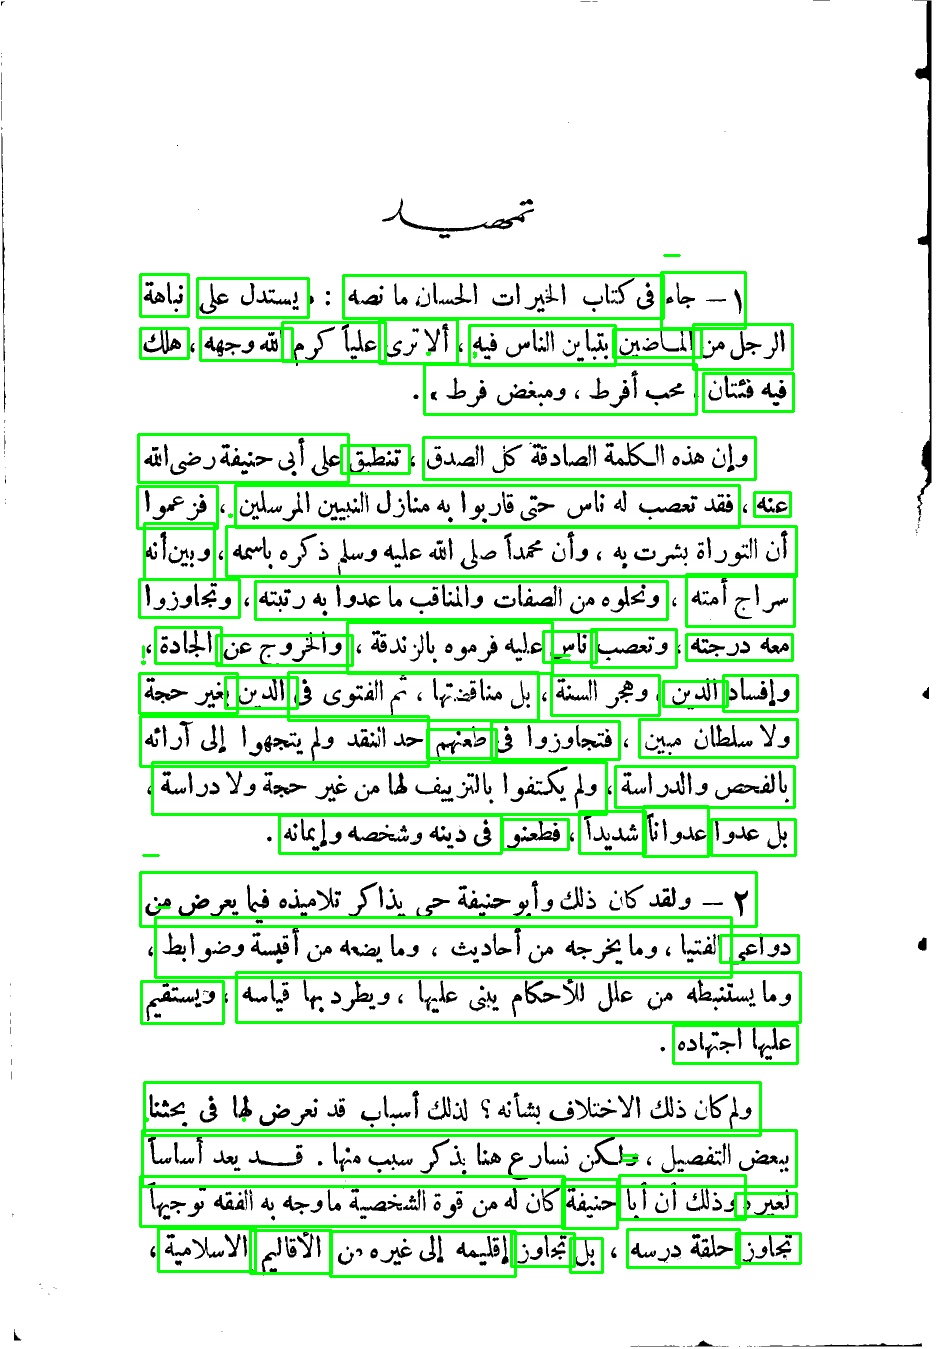 تمهيد
١ - جاء فى كتاب الخيرات الحسان ما نصه : « يستدل على نباهة
الرجل من الماضين بتباين الناس فيه ، ألا ترى علياً كرم الله وجهه ، هلك
فيه فئتان ، محب أفرط ، ومبغض فرط » .
وإن هذه الكلمة الصادقة كل الصدق ، تنطبق على أبى حنيفة رضى الله
عنه ، فقد تعصب له ناس حتى قاربوا به منازل النبيين المرسلين ، فزعموا
أن التوراة بشرت به ، وأن محمداً صلى الله عليه وسلم ذكره باسمه ، وبين أنه
سراج أمته ، ونحلوه من الصفات والمناقب ما عدوا به رتبته ، وتجاوزوا
معه درجته ، وتعصب ناس عليه فرموه بالزندقة ، والخروج عن الجادة ،
وإفساد الدين ، وهجر السنة ، بل مناقضتها ، ثم الفتوى فى الدين بغير حجة
ولا سلطان مبين ، فتجاوزوا فى طعنهم حد النقد ولم يتجهوا إلى آرائه
بالفحص والدراسة ، ولم يكتفوا بالتزييف لها من غير حجة ولا دراسة ،
بل عدوا عدواناً شديداً ، فطعنو فى دينه وشخصه وإيمانه .
٢ - ولقد كان ذلك وأبو حنيفة حى يذاكر تلاميذه فيما يعرض من
دواعى الفتيا ، وما يخرجه من أحاديث ، وما يضعه من أقيسة وضوابط ،
وما يستنبطه من علل للأحكام يبنى عليها ، ويطرد بها قياسه ، ويستقيم
عليها اجتهاده .
ولم كان ذلك الاختلاف بشأنه ؟ لذلك أسباب قد نعرض لها فى بحثنا
ببعض التفصيل ، ولكن نسارع هنا بذكر سبب منها . قد يعد أساساً
لغيره وذلك أن أبا حنيفة كان له من قوة الشخصية ما وجه به الفقه توجيهاً
تجاوز حلقة درسه ، بل تجاوز إقليمه إلى غيره من الأقاليم الاسلامية ،